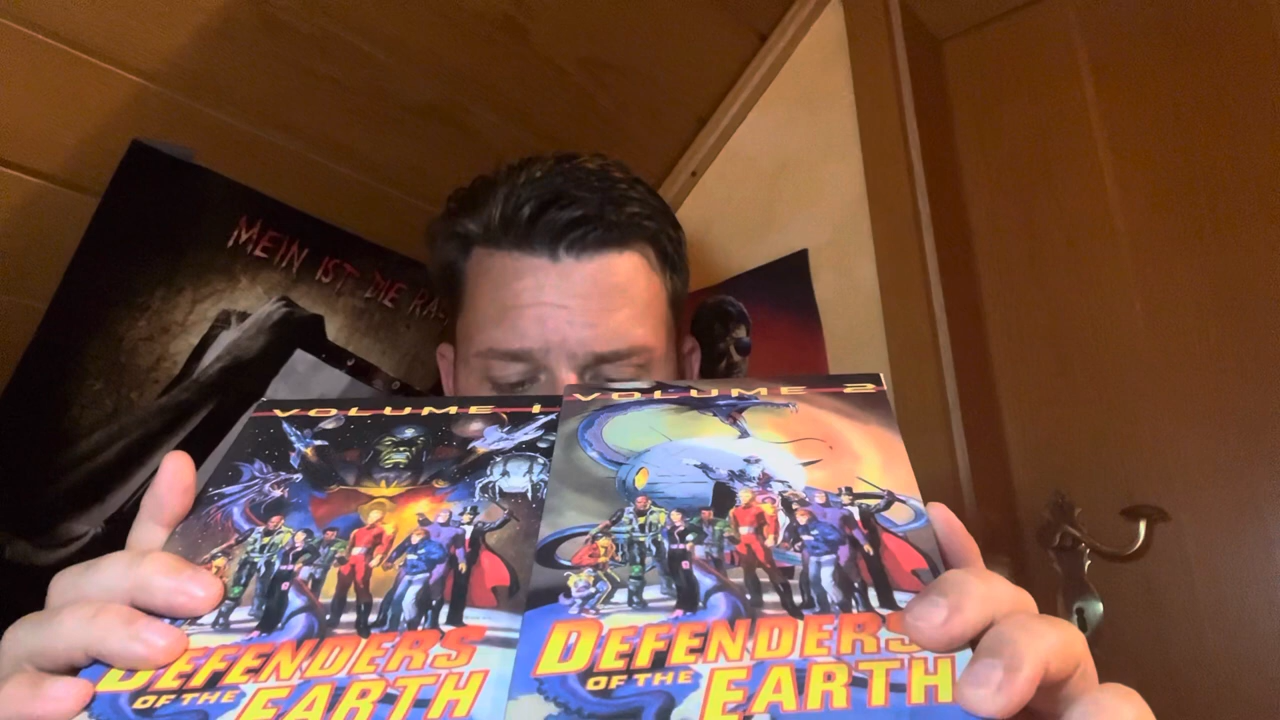 MEIN IST DIE RA
VOLUME 1
DEFENDERS
OF THE EARTH
VOLUME 2
DEFENDERS
OF THE EARTH